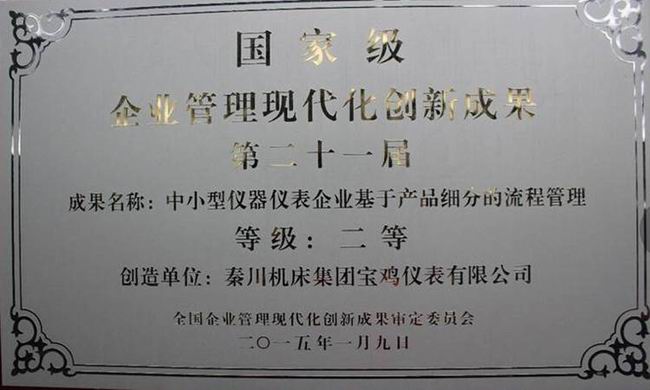 国家级
企业管理现代化创新成果
第二十一届
成果名称：中小型仪器仪表企业基于产品细分的流程管理
等级：二等
创造单位：秦川机床集团宝鸡仪表有限公司
全国企业管理现代化创新成果审定委员会
二〇一五年一月九日